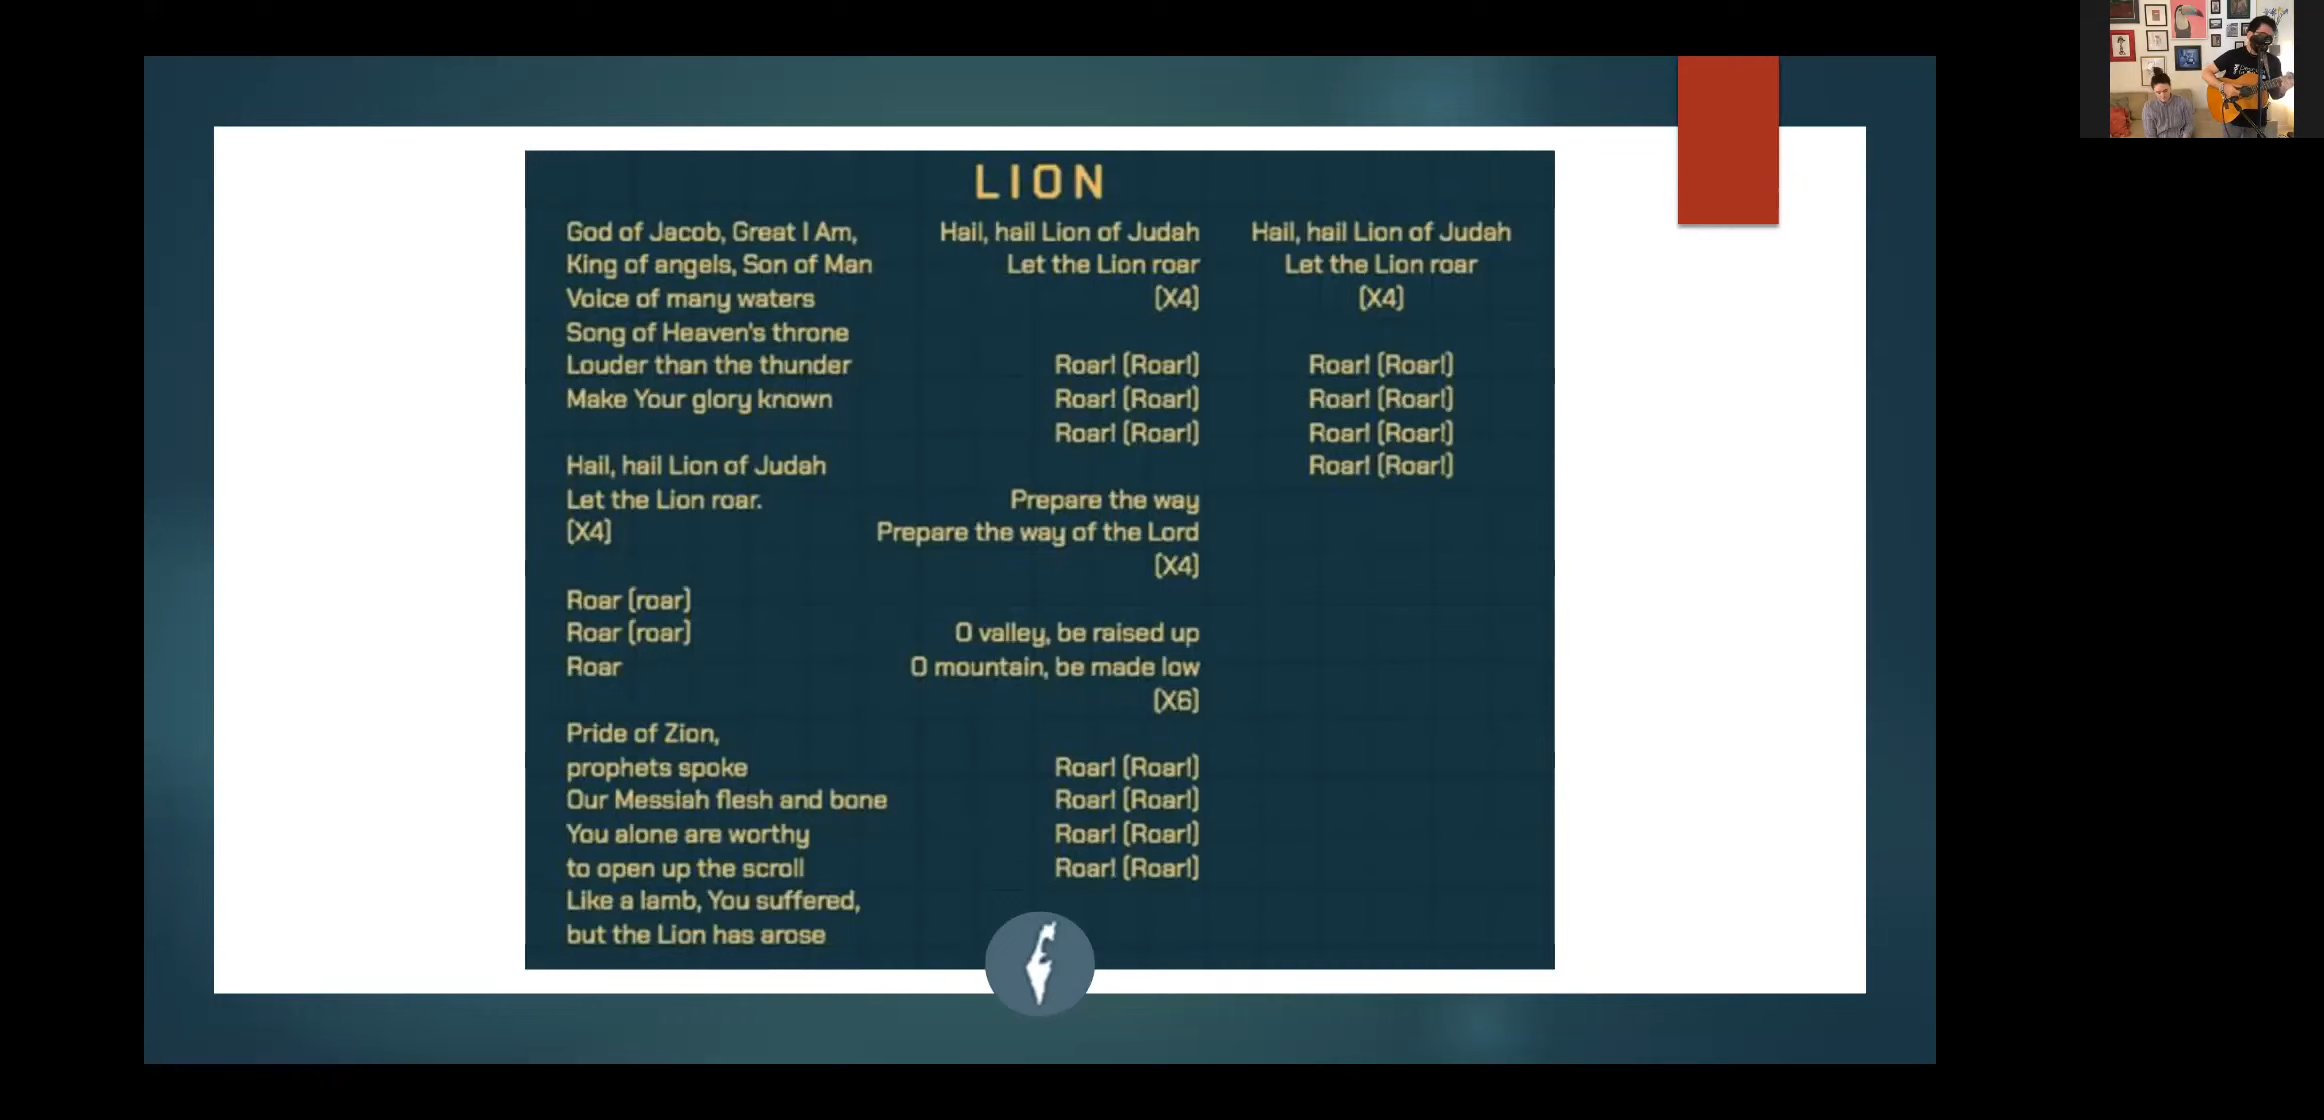 LION
God of Jacob, Great I Am,
King of angels, Son of Man
Voice of many waters
Song of Heaven's throne
Louder than the thunder
Make Your glory known
Hail, hail Lion of Judah
Let the Lion roar.
(X4)
Roar (roar)
Roar (roar)
Roar
Pride of Zion,
prophets spoke
Our Messiah flesh and bone
You alone are worthy
to open up the scroll
Like a lamb, You suffered,
but the Lion has arose
Hail, hail Lion of Judah
Let the Lion roar
(X4)
Roar! (Roar!)
Roar! (Roar!)
Roar! (Roar!)
Prepare the way
Prepare the way of the Lord
(X4)
O valley, be raised up
O mountain, be made low
(X6)
Roar! (Roar!)
Roar! (Roar!)
Roar! (Roar!)
Roar! (Roar!)
Hail, hail Lion of Judah
Let the Lion roar
(X4)
Roar! (Roar!)
Roar! (Roar!)
Roar! (Roar!)
Roar! (Roar!)